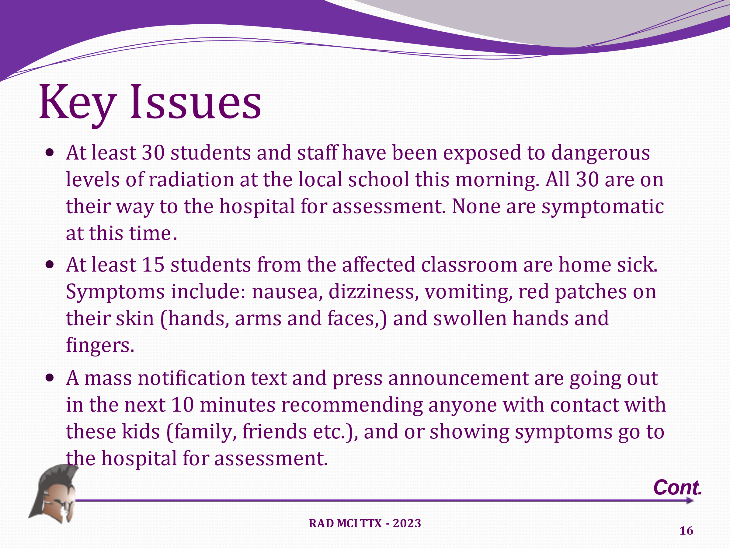 Key Issues
• At least 30 students and staff have been exposed to dangerous
levels of radiation at the local school this morning. All 30 are on
their way to the hospital for assessment. None are symptomatic
at this time.
• At least 15 students from the affected classroom are home sick.
Symptoms include: nausea, dizziness, vomiting, red patches on
their skin (hands, arms and faces,) and swollen hands and
fingers.
• A mass notification text and press announcement are going out
in the next 10 minutes recommending anyone with contact with
these kids (family, friends etc.), and or showing symptoms go to
the hospital for assessment.
Cont.
RAD MCI TTX - 2023
16